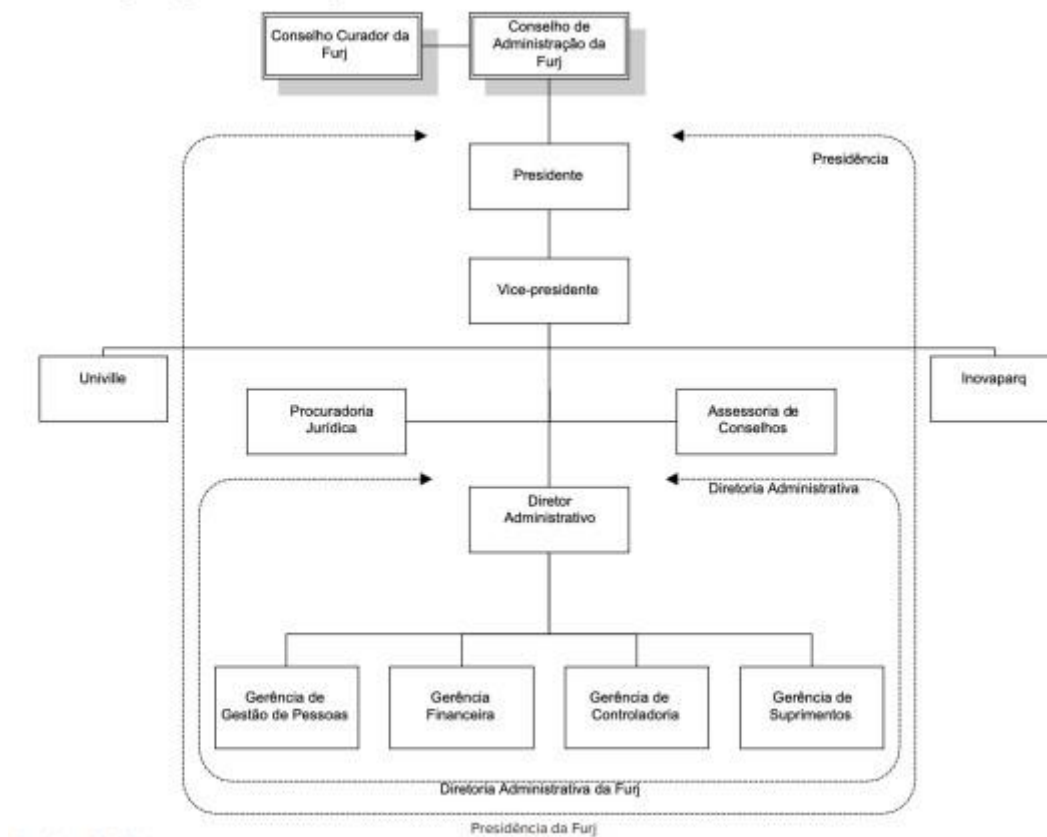 Conselho Curador da
Furj
Conselho de
Administração da
Furj
Presidência
Presidente
Vice-presidente
Univille
Inovaparq
Procuradoria
Jurídica
Assessoria de
Conselhos
Diretoria Administrativa
Diretor
Administrativo
Gerência de
Gestão de Pessoas
Gerência
Financeira
Gerência de
Controladoria
Gerência de
Suprimentos
Diretoria Administrativa da Furj
Presidência da Furj